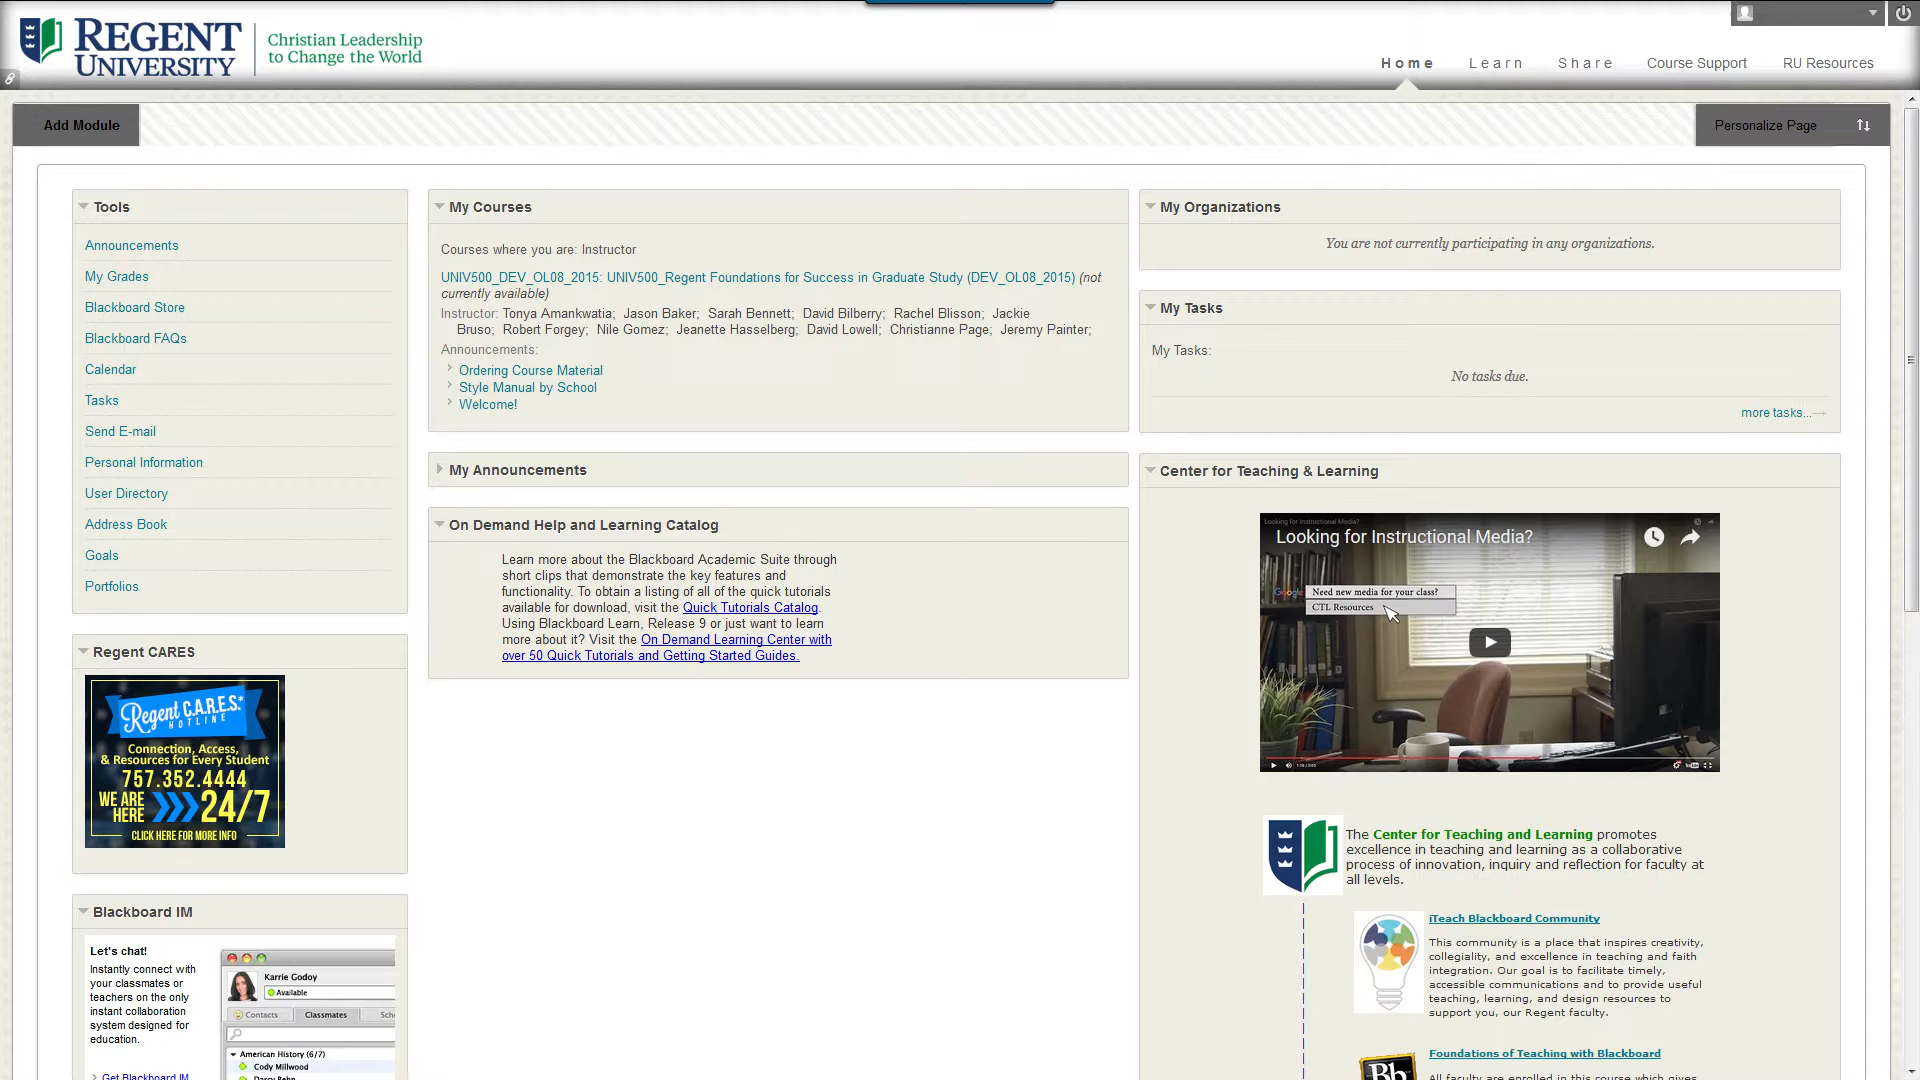 REGENT
UNIVERSITY
Christian Leadership
to Change the World
Home Learn Share Course Support RU Resources
Add Module
Personalize Page
Tools
Announcements
My Grades
Blackboard Store
Blackboard FAQs
Calendar
Tasks
Send E-mail
Personal Information
User Directory
Address Book
Goals
Portfolios
Regent CARES
Regent C.A.R.E.S.*
HOTLINE
Connection, Access,
& Resources for Every Student
757.352.4444
WE ARE
HERE
24/7
CLICK HERE FOR MORE INFO
Blackboard IM
Let's chat!
Instantly connect with
your classmates or
teachers on the only
instant collaboration
system designed for
education.
Get Blackboard IM
Karrie Godoy
Available
Contacts Classmates
American History (6/7)
Cody Millwood
My Courses
Courses where you are: Instructor
UNIV500_DEV_OL08_2015: UNIV500_Regent Foundations for Success in Graduate Study (DEV_OL08_2015) (not
currently available)
Instructor: Tonya Amankwatia; Jason Baker; Sarah Bennett; David Bilberry; Rachel Blisson; Jackie
Bruso; Robert Forgey; Nile Gomez; Jeanette Hasselberg; David Lowell; Christianne Page; Jeremy Painter;
Announcements:
Ordering Course Material
Style Manual by School
Welcome!
My Announcements
On Demand Help and Learning Catalog
Learn more about the Blackboard Academic Suite through
short clips that demonstrate the key features and
functionality. To obtain a listing of all of the quick tutorials
available for download, visit the Quick Tutorials Catalog.
Using Blackboard Learn, Release 9 or just want to learn
more about it? Visit the On Demand Learning Center with
over 50 Quick Tutorials and Getting Started Guides.
My Organizations
You are not currently participating in any organizations.
My Tasks
My Tasks:
No tasks due.
more tasks...
Center for Teaching & Learning
Looking for Instructional Media?
Looking for Instructional Media?
Google
Need new media for your class?
CTL Resources
The Center for Teaching and Learning promotes
excellence in teaching and learning as a collaborative
process of innovation, inquiry and reflection for faculty at
all levels.
iTeach Blackboard Community
This community is a place that inspires creativity,
collegiality, and excellence in teaching and faith
integration. Our goal is to facilitate timely,
accessible communications and to provide useful
teaching, learning, and design resources to
support you, our Regent faculty.
Bb
Foundations of Teaching with Blackboard
All faculty are enrolled in this course which gives